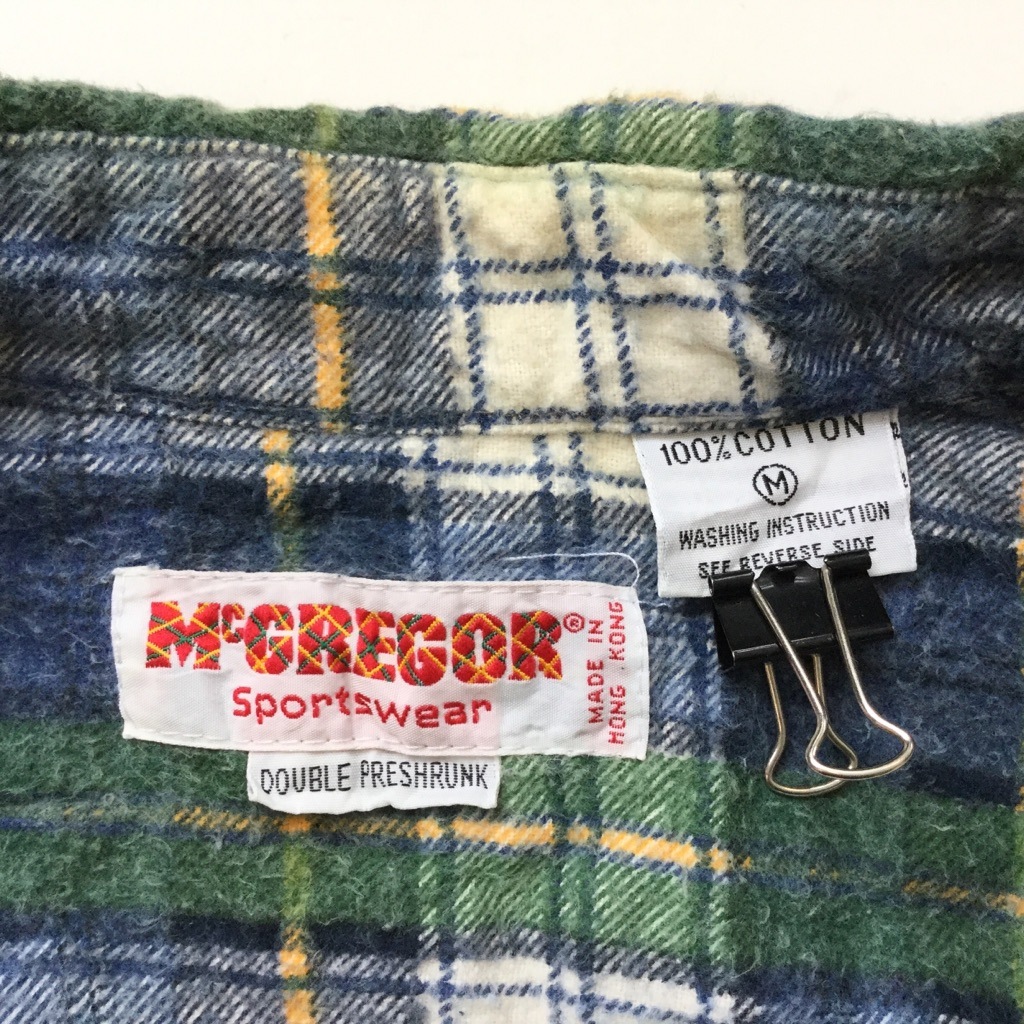 100% COTTON
M
WASHING INSTRUCTION
SEE REVERSE SIDE
McGREGOR®
Sportswear
MADE IN
HONG KONG
DOUBLE PRESHRUNK